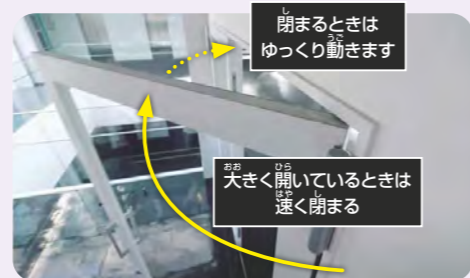 閉まるときは
ゆっくり動きます
大きく開いているときは
速く閉まる